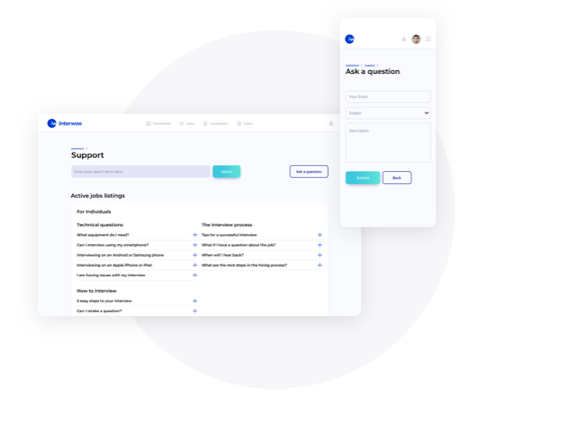 interwoo
Support
Enter your search term here...
Search
Ask a question
Active jobs listings
For Individuals
Technical questions
What equipment do I need?
Can I interview using my smartphone?
Interviewing on an Android or Samsung phone
Interviewing on an Apple iPhone or iPad
I am having issues with my interview
The interview process
Tips for a successful interview
What if I have a question about the job?
When will I hear back?
What are the next steps in the hiring process?
How to interview
5 easy steps to your interview
Can I retake a question?
Ask a question
Your Email
Subject
Description
Submit
Back